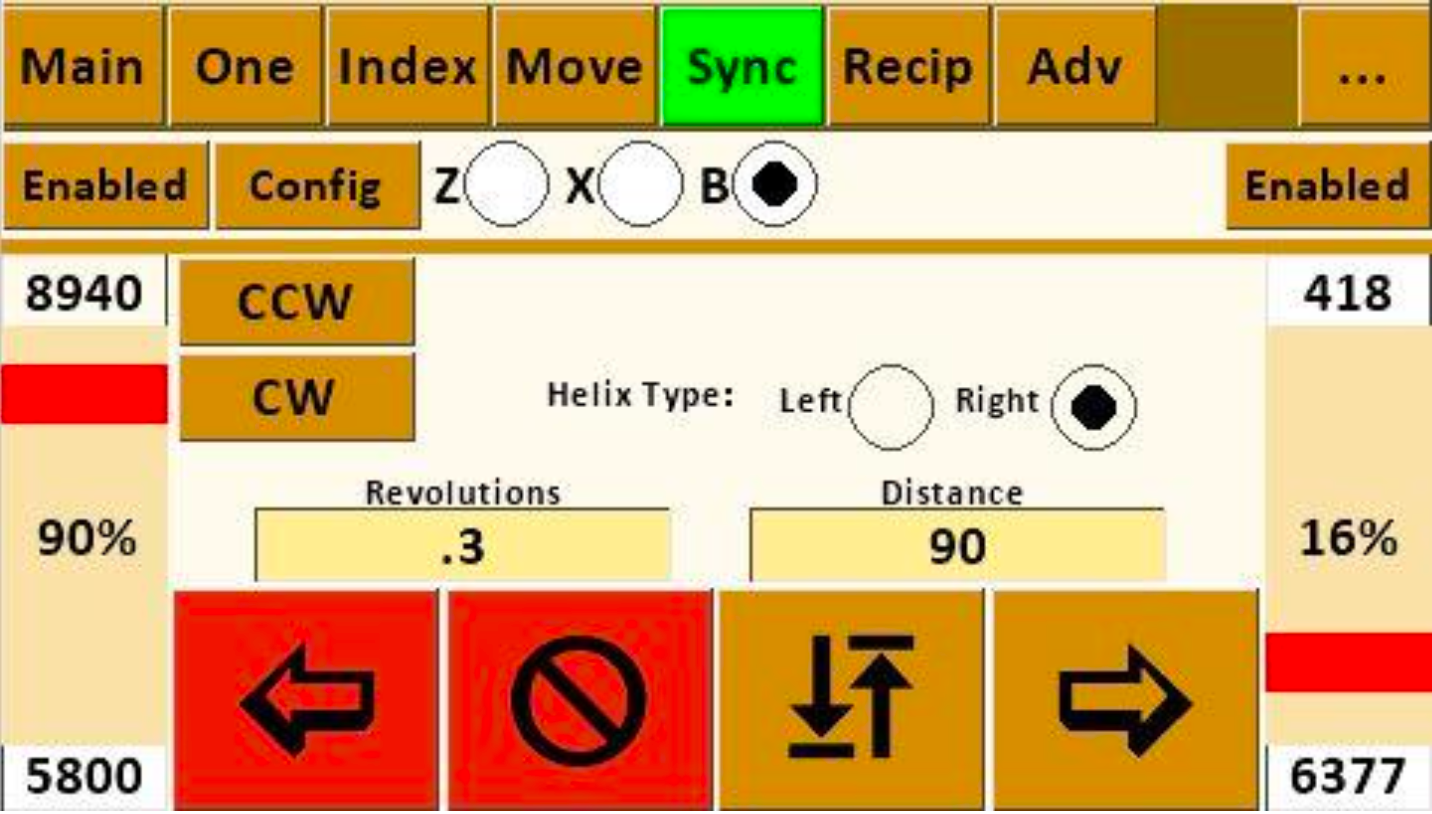 Main One Index Move Sync Recip Adv ...
Enabled Config Z X B Enabled
8940 CCW 418
CW Helix Type: Left Right
Revolutions Distance
90% .3 90 16%
5800 6377